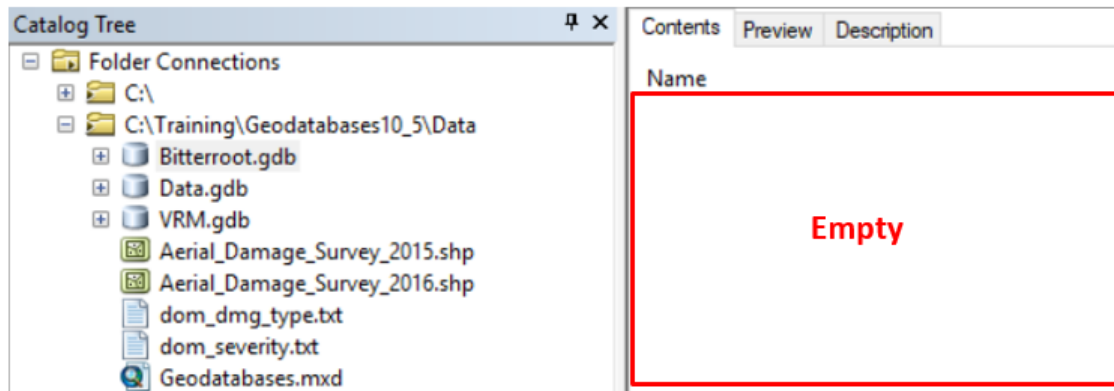 Catalog Tree
Folder Connections
C:\
C:\Training\Geodatabases10_5\Data
Bitterroot.gdb
Data.gdb
VRM.gdb
Aerial_Damage_Survey_2015.shp
Aerial_Damage_Survey_2016.shp
dom_dmg_type.txt
dom_severity.txt
Geodatabases.mxd
Contents Preview Description
Name
Empty